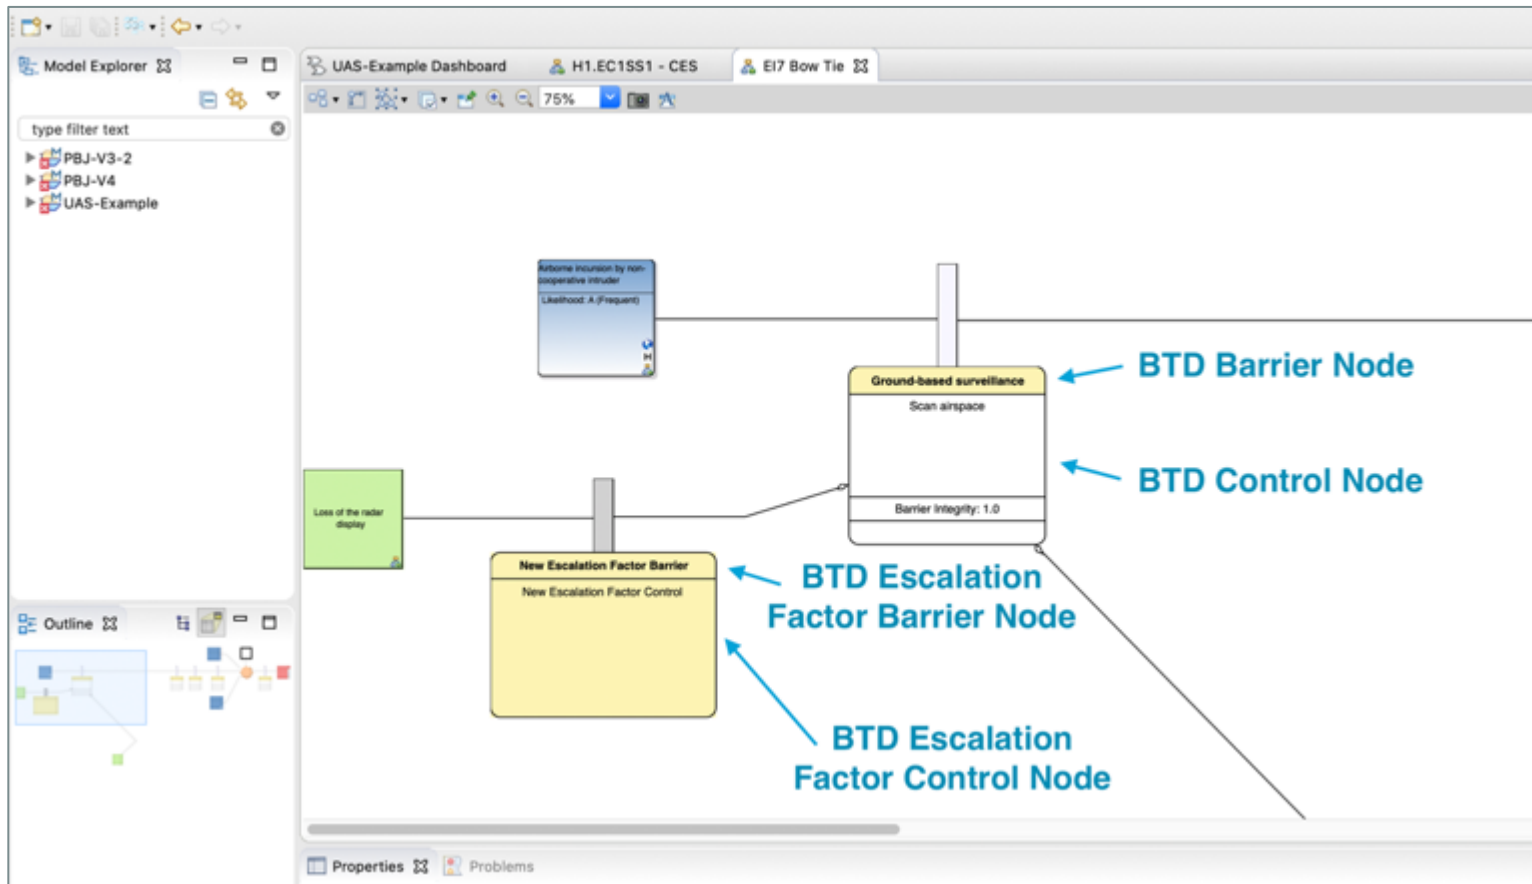 Model Explorer
UAS-Example Dashboard
H1.EC1SS1 - CES
EI7 Bow Tie
75%
type filter text
PBJ-V3-2
PBJ-V4
UAS-Example
Airborne incursion by non-
cooperative intruder
Likelihood: A (Frequent)
H
Ground-based surveillance
Scan airspace
Barrier Integrity: 1.0
BTD Barrier Node
BTD Control Node
Loss of the radar
display
New Escalation Factor Barrier
New Escalation Factor Control
BTD Escalation
Factor Barrier Node
BTD Escalation
Factor Control Node
Outline
Properties
Problems